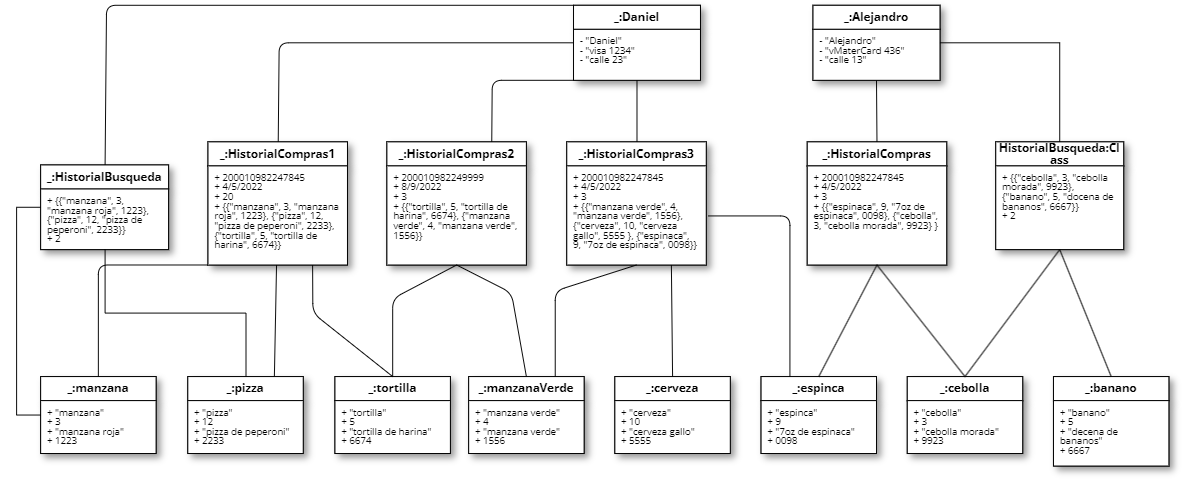 _:Daniel
- "Daniel"
- "visa 1234"
- "calle 23"
_:Alejandro
- "Alejandro"
- "vMaterCard 436"
- "calle 13"
_:HistorialBusqueda
+ {{"manzana", 3,
"manzana roja", 1223},
{"pizza", 12, "pizza de
peperoni", 2233}}
+ 2
_:HistorialCompras1
+ 200010982247845
+ 4/5/2022
+ 20
+ {{"manzana", 3, "manzana
roja", 1223}, {"pizza", 12,
"pizza de peperoni", 2233},
{"tortilla", 5, "tortilla de
harina", 6674}}
_:HistorialCompras2
+ 200010982249999
+ 8/9/2022
+ 3
+ {{"tortilla", 5, "tortilla de
harina", 6674}, {"manzana
verde", 4, "manzana verde",
1556}}
_:HistorialCompras3
+ 200010982247845
+ 4/5/2022
+ 3
+ {{"manzana verde", 4,
"manzana verde", 1556},
{"cerveza", 10, "cerveza
gallo", 5555 }, {"espinaca",
9, "7oz de espinaca", 0098}}
_:HistorialCompras
+ 200010982247845
+ 4/5/2022
+ 3
+ {{"espinaca", 9, "7oz de
espinaca", 0098}, {"cebolla",
3, "cebolla morada", 9923} }
HistorialBusqueda:Cl
ass
+ {{"cebolla", 3, "cebolla
morada", 9923},
{"banano", 5, "docena de
bananos", 6667}}
+ 2
_:manzana
+ "manzana"
+ 3
+ "manzana roja"
+ 1223
_:pizza
+ "pizza"
+ 12
+ "pizza de peperoni"
+ 2233
_:tortilla
+ "tortilla"
+ 5
+ "tortilla de harina"
+ 6674
_:manzanaVerde
+ "manzana verde"
+ 4
+ "manzana verde"
+ 1556
_:cerveza
+ "cerveza"
+ 10
+ "cerveza gallo"
+ 5555
_:espinca
+ "espinca"
+ 9
+ "7oz de espinaca"
+ 0098
_:cebolla
+ "cebolla"
+ 3
+ "cebolla morada"
+ 9923
_:banano
+ "banano"
+ 5
+ "decena de
bananos"
+ 6667